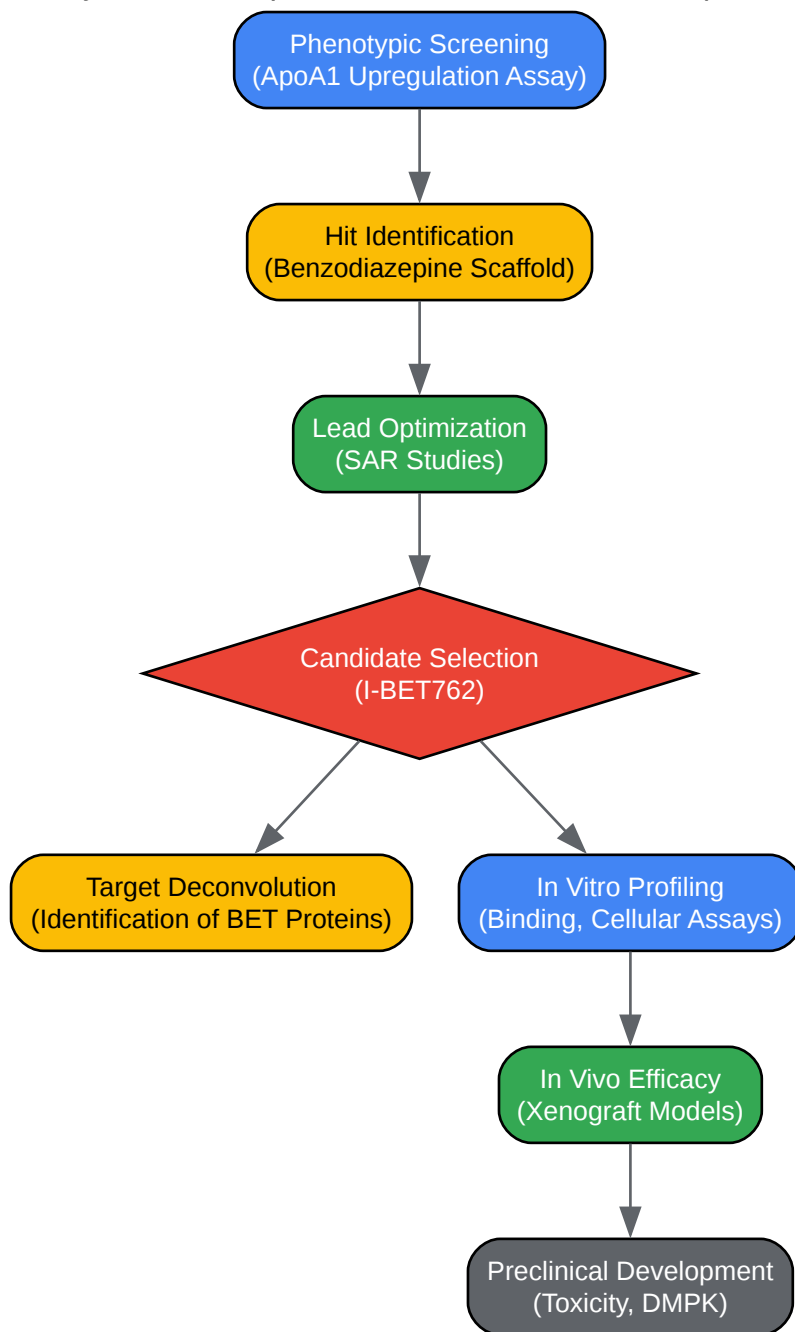 Phenotypic Screening
(ApoA1 Upregulation Assay)
Hit Identification
(Benzodiazepine Scaffold)
Lead Optimization
(SAR Studies)
Candidate Selection
(I-BET762)
Target Deconvolution
(Identification of BET Proteins)
In Vitro Profiling
(Binding, Cellular Assays)
In Vivo Efficacy
(Xenograft Models)
Preclinical Development
(Toxicity, DMPK)